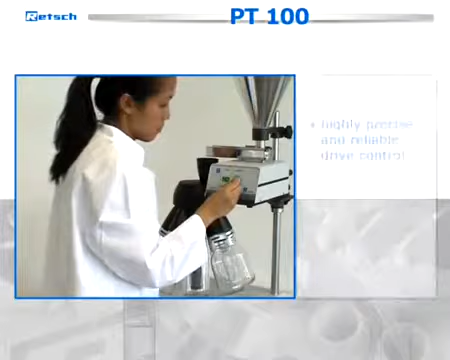 Retsch
PT 100
highly precise
and reliable
drive control